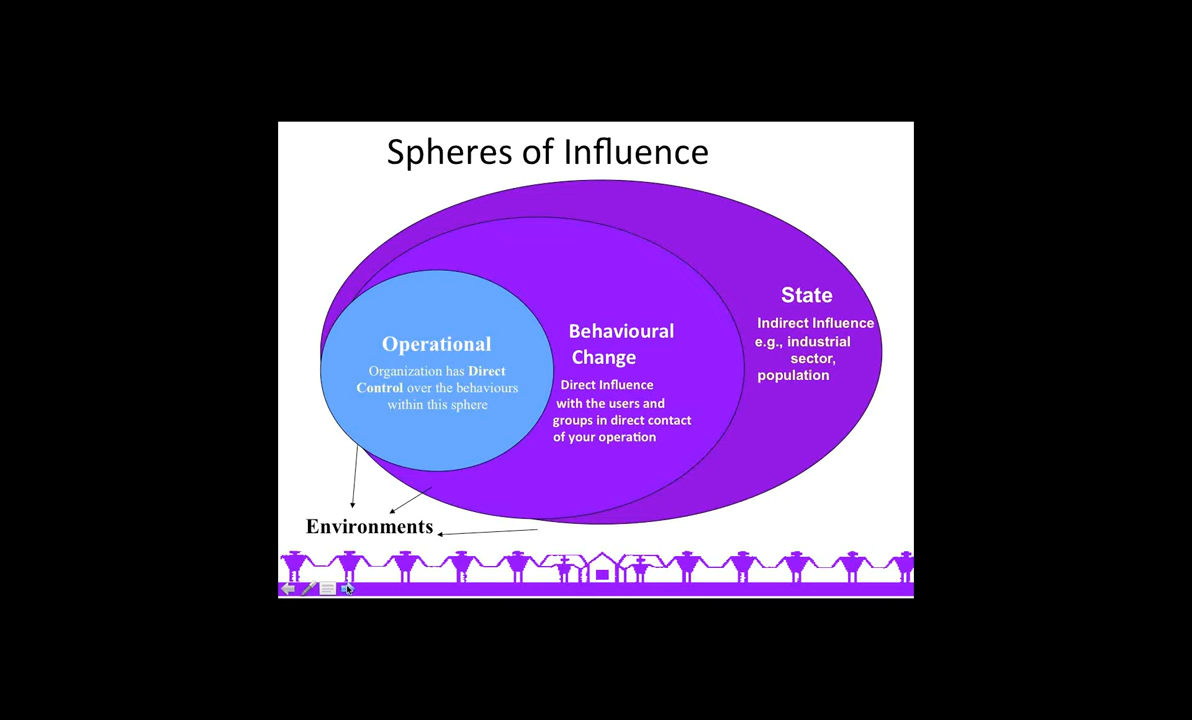 Spheres of Influence
Operational
Organization has Direct
Control over the behaviours
within this sphere
Behavioural
Change
Direct Influence
with the users and
groups in direct contact
of your operation
State
Indirect Influence
e.g., industrial
sector,
population
Environments